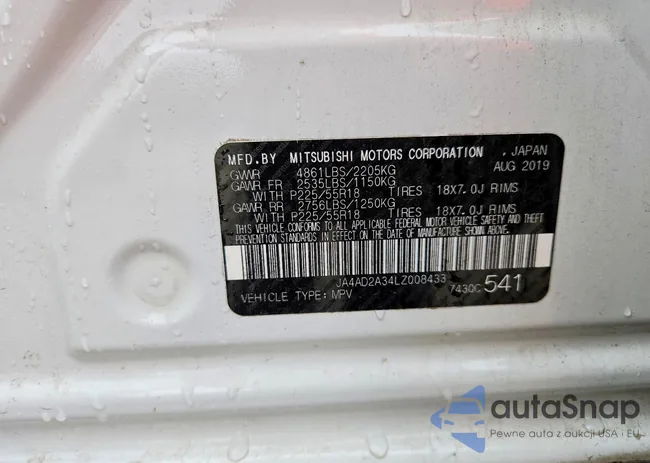 MFD.BY MITSUBISHI MOTORS CORPORATION . JAPAN
GVWR 4861LBS/2205KG AUG 2019
GAWR FR 2535LBS/1150KG
WITH P225/55R18 TIRES 18X7.0J RIMS
GAWR RR 2756LBS/1250KG
WITH P225/55R18 TIRES 18X7.0J RIMS
THIS VEHICLE CONFORMS TO ALL APPLICABLE FEDERAL MOTOR VEHICLE SAFETY AND THEFT
PREVENTION STANDARDS IN EFFECT ON THE DATE OF MANUFACTURE SHOWN ABOVE.
JA4AD2A34LZ008433 7430C 541
VEHICLE TYPE: MPV
autaSnap
Pewne auta z aukcji USA i EU